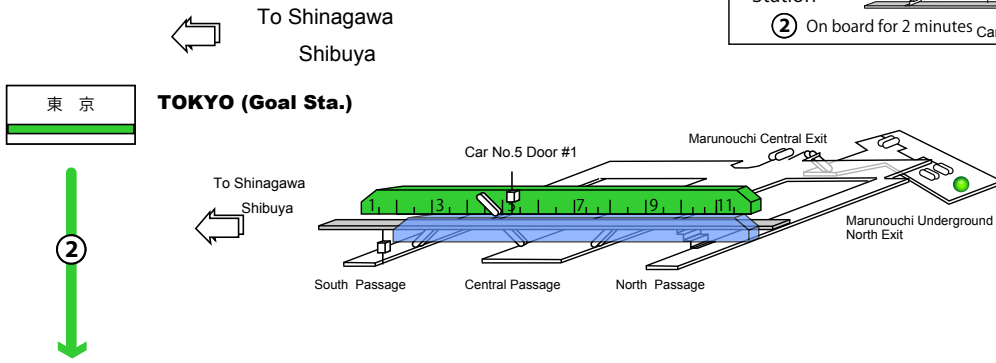 Station
② On board for 2 minutes
To Shinagawa
Shibuya
東 京
TOKYO (Goal Sta.)
Car No.5 Door #1
Marunouchi Central Exit
To Shinagawa
Shibuya
1 3 5 7 9 11
Marunouchi Underground
North Exit
②
South Passage
Central Passage
North Passage